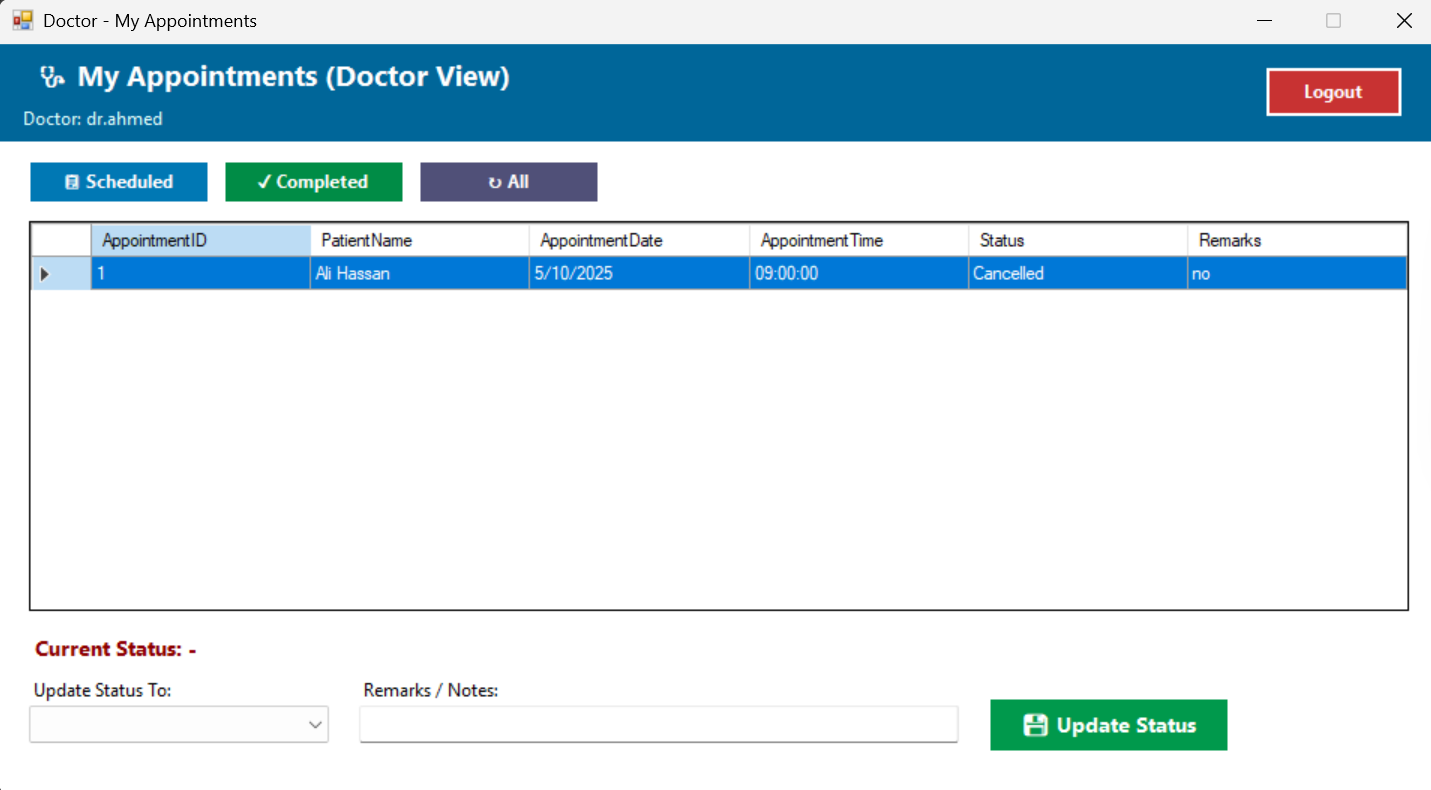 Doctor - My Appointments
My Appointments (Doctor View)
Doctor: dr.ahmed
Logout
Scheduled
✓ Completed
↻ All
AppointmentID PatientName AppointmentDate AppointmentTime Status Remarks
1 Ali Hassan 5/10/2025 09:00:00 Cancelled no
Current Status: -
Update Status To:
Remarks / Notes:
Update Status